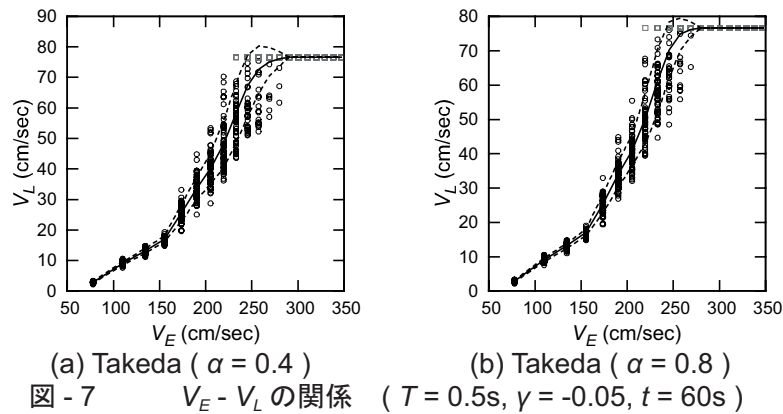 90
80
70
60
50
40
30
20
10
0
V_L (cm/sec)
50 100 150 200 250 300 350
V_E (cm/sec)
(a) Takeda ( α = 0.4 )
80
70
60
50
40
30
20
10
0
V_L (cm/sec)
50 100 150 200 250 300 350
V_E (cm/sec)
(b) Takeda ( α = 0.8 )
図 - 7 V_E - V_L の関係 ( T = 0.5s, γ = -0.05, t = 60s )